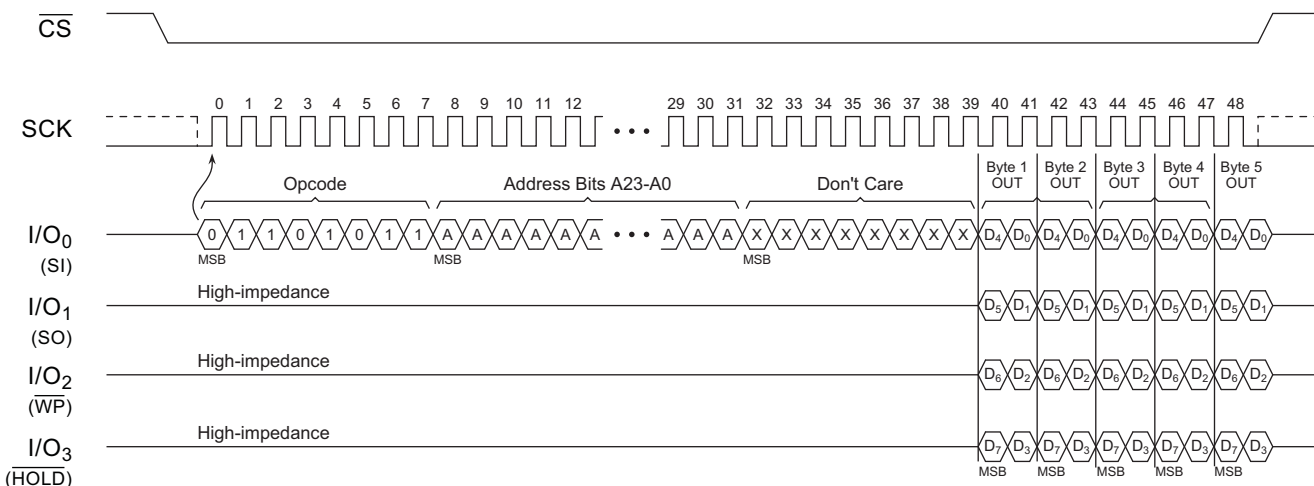 CS
SCK
0 1 2 3 4 5 6 7 8 9 10 11 12 29 30 31 32 33 34 35 36 37 38 39 40 41 42 43 44 45 46 47 48
Opcode Address Bits A23-A0 Don't Care Byte 1 OUT Byte 2 OUT Byte 3 OUT Byte 4 OUT Byte 5 OUT
I/O0 (SI)
0 1 1 0 1 0 1 1 A A A A A A • • • A A A X X X X X X X X D4 D0 D4 D0 D4 D0 D4 D0 D4 D0
MSB MSB MSB
I/O1 (SO)
High-impedance D5 D1 D5 D1 D5 D1 D5 D1 D5 D1
I/O2 (WP)
High-impedance D6 D2 D6 D2 D6 D2 D6 D2 D6 D2
I/O3 (HOLD)
High-impedance D7 D3 D7 D3 D7 D3 D7 D3 D7 D3
MSB MSB MSB MSB MSB